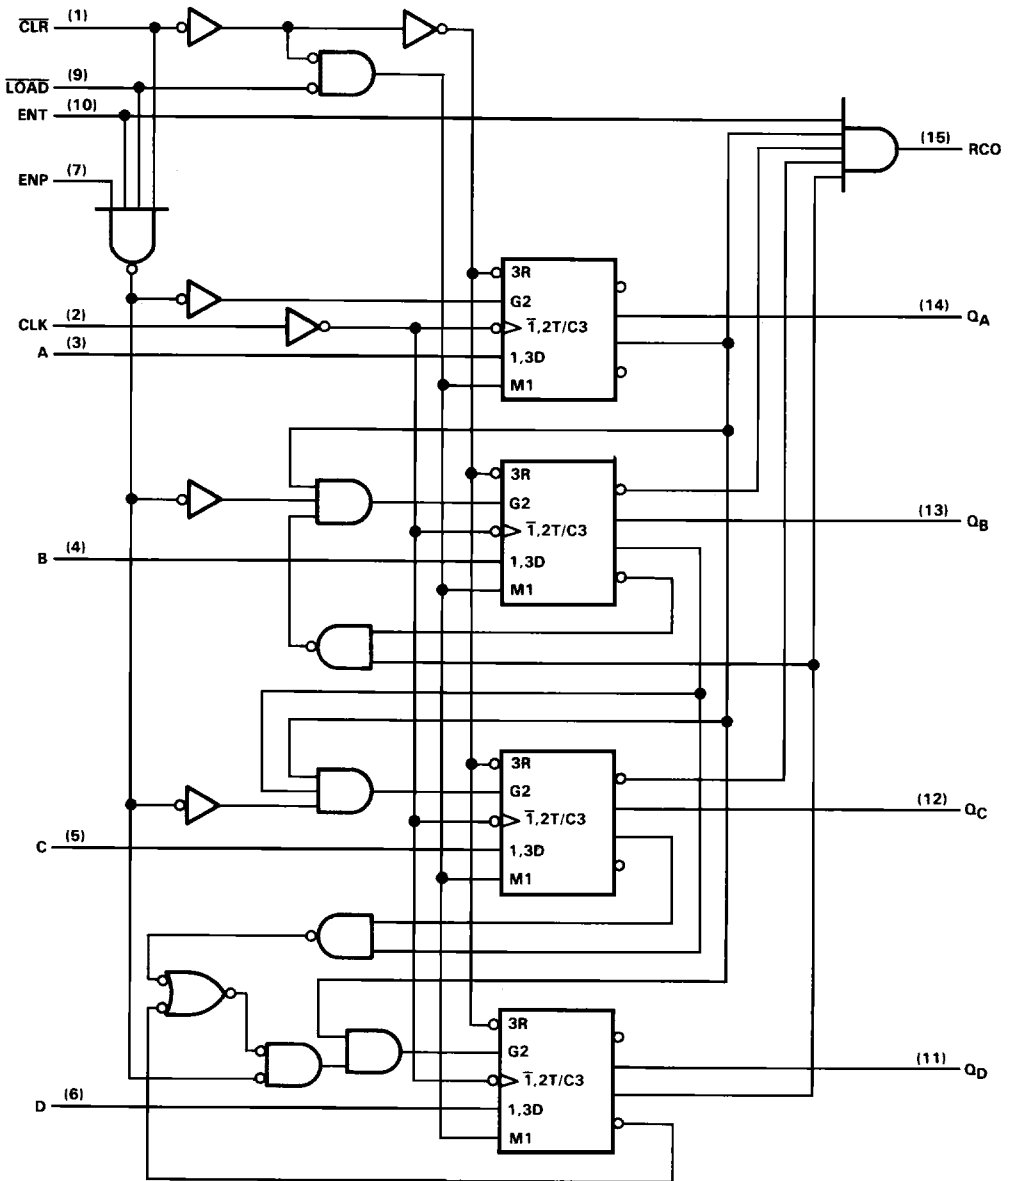 C̅L̅R̅ (1)
L̅O̅A̅D̅ (9)
ENT (10)
(15) RCO
ENP (7)
3R
G2
1̅,2T/C3
1,3D
M1
(14) QA
CLK (2)
A (3)
3R
G2
1̅,2T/C3
1,3D
M1
(13) QB
B (4)
3R
G2
1̅,2T/C3
1,3D
M1
(12) QC
C (5)
3R
G2
1̅,2T/C3
1,3D
M1
(11) QD
D (6)